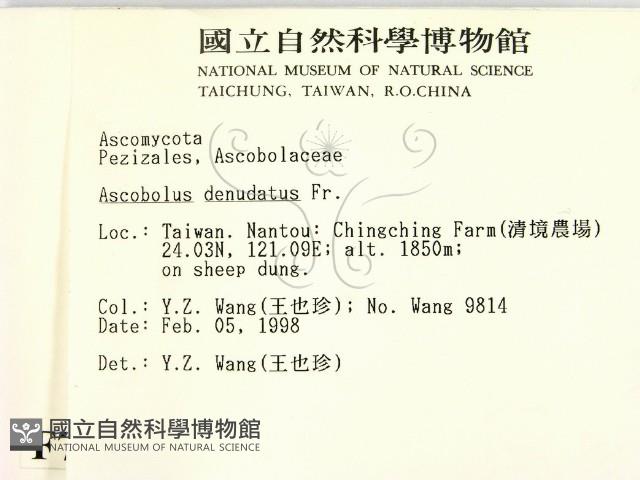 國立自然科學博物館
NATIONAL MUSEUM OF NATURAL SCIENCE
TAICHUNG, TAIWAN, R.O.CHINA
Ascomycota
Pezizales, Ascobolaceae
Ascobolus denudatus Fr.
Loc.: Taiwan. Nantou: Chingching Farm(清境農場)
24.03N, 121.09E; alt. 1850m;
on sheep dung.
Col.: Y.Z. Wang(王也珍); No. Wang 9814
Date: Feb. 05, 1998
Det.: Y.Z. Wang(王也珍)
國立自然科學博物館
NATIONAL MUSEUM OF NATURAL SCIENCE